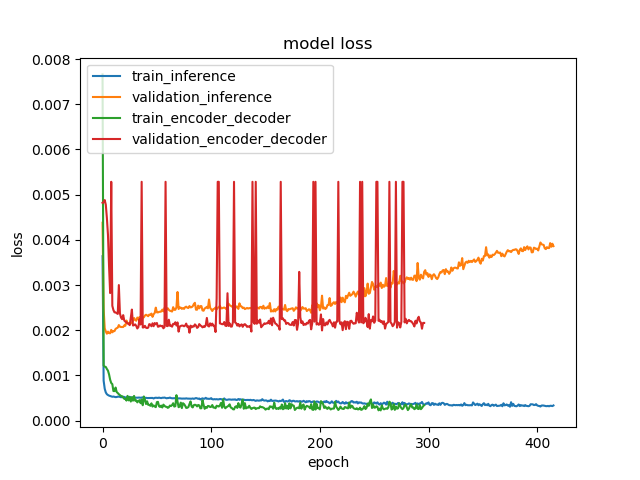 model loss
train_inference
validation_inference
train_encoder_decoder
validation_encoder_decoder
loss
0.008
0.007
0.006
0.005
0.004
0.003
0.002
0.001
0.000
0
100
200
300
400
epoch